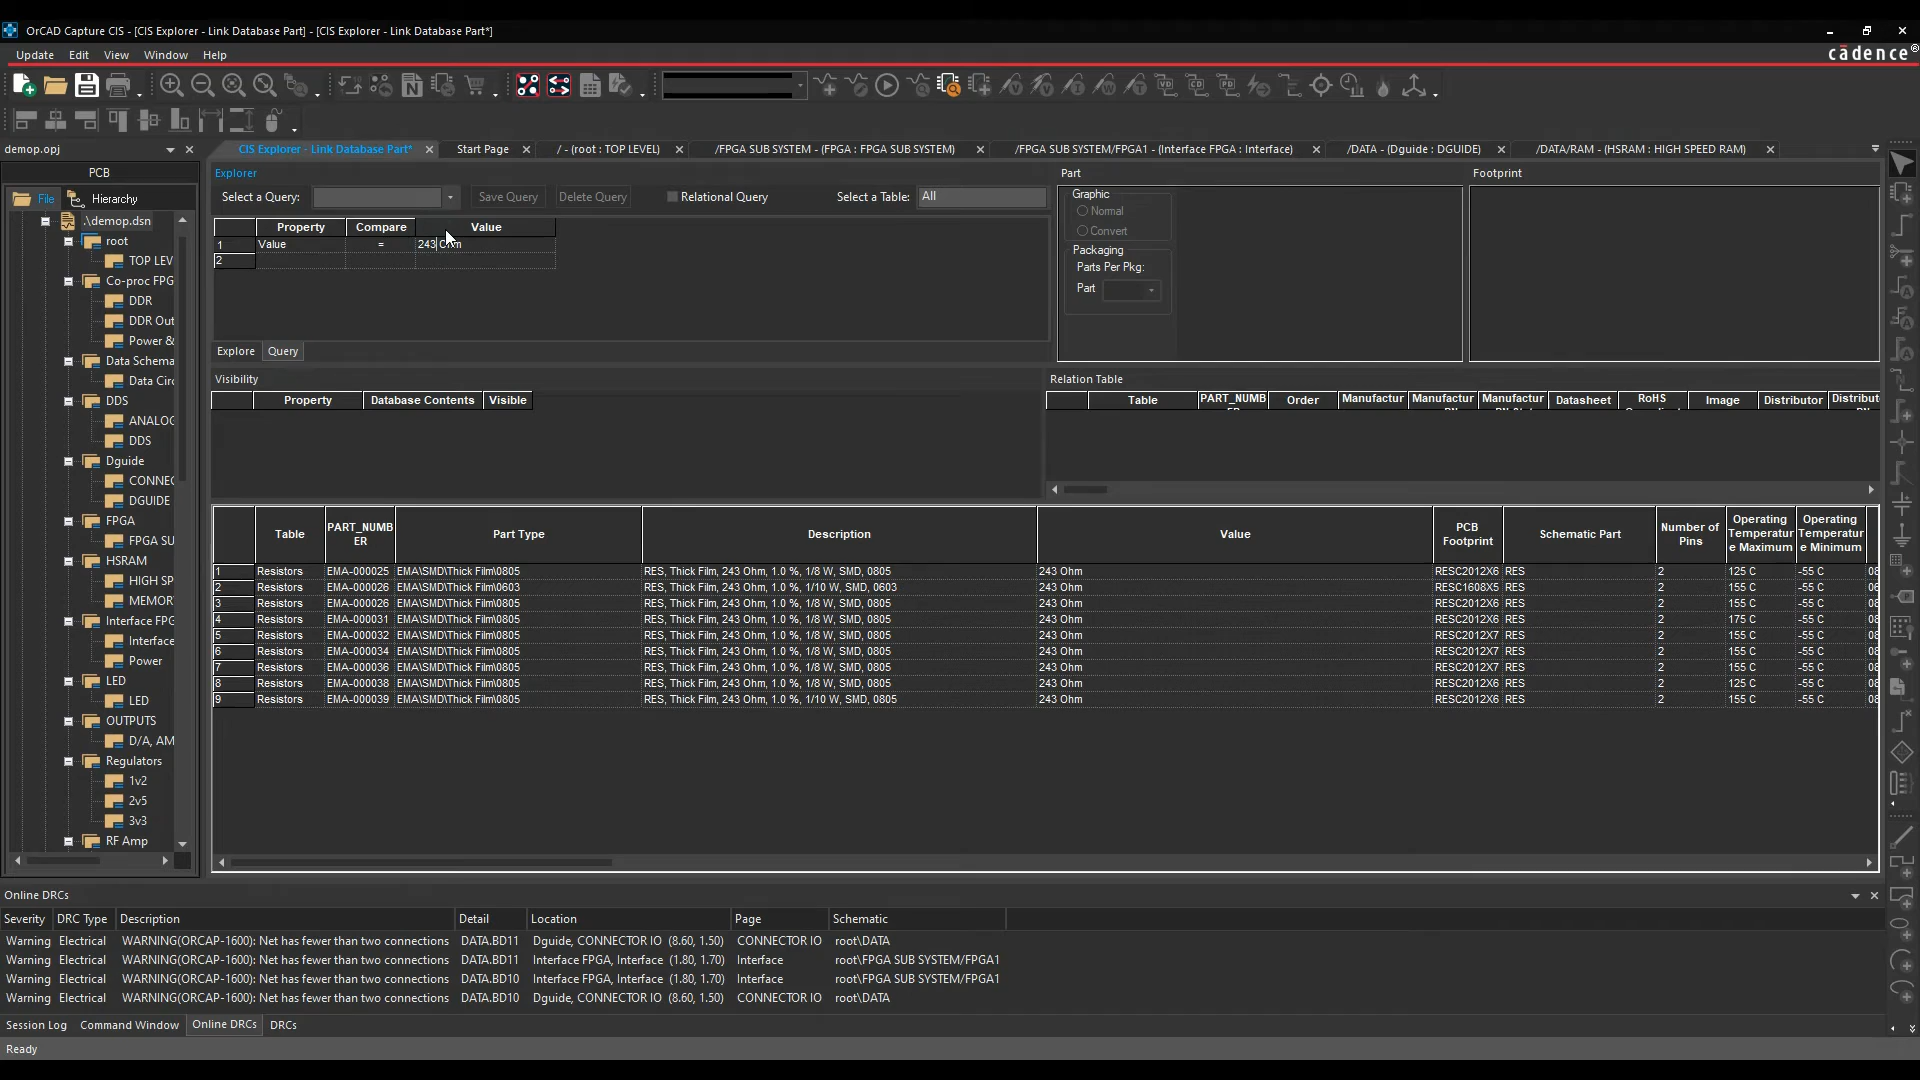 OrCAD Capture CIS - [CIS Explorer - Link Database Part] - [CIS Explorer - Link Database Part*]
Update Edit View Window Help
cādence®
demop.opj
CIS Explorer - Link Database Part*
Start Page
/ - (root : TOP LEVEL)
/FPGA SUB SYSTEM - (FPGA : FPGA SUB SYSTEM)
/FPGA SUB SYSTEM/FPGA1 - (Interface FPGA : Interface)
/DATA - (Dguide : DGUIDE)
/DATA/RAM - (HSRAM : HIGH SPEED RAM)
PCB
File Hierarchy
.\demop.dsn
root
TOP LEV
Co-proc FPG
DDR
DDR Out
Power &
Data Schema
Data Circ
DDS
ANALOG
DDS
Dguide
CONNEC
DGUIDE
FPGA
FPGA SU
HSRAM
HIGH SP
MEMOR
Interface FPG
Interface
Power
LED
LED
OUTPUTS
D/A, AM
Regulators
1v2
2v5
3v3
RF Amp
Explorer
Select a Query: Save Query Delete Query Relational Query Select a Table: All
Property Compare Value
1 Value = 243 Ohm
2
Explore Query
Part
Graphic
Normal
Convert
Packaging
Parts Per Pkg:
Part
Footprint
Visibility
Property Database Contents Visible
Relation Table
Table PART_NUMB Order Manufactur Manufactur Manufactur Datasheet RoHS Image Distributor Distribut
Table PART_NUMBER Part Type Description Value PCB Footprint Schematic Part Number of Pins Operating Temperature Maximum Operating Temperature Minimum
1 Resistors EMA-000025 EMA\SMD\Thick Film\0805 RES, Thick Film, 243 Ohm, 1.0 %, 1/8 W, SMD, 0805 243 Ohm RESC2012X6 RES 2 125 C -55 C 08
2 Resistors EMA-000026 EMA\SMD\Thick Film\0603 RES, Thick Film, 243 Ohm, 1.0 %, 1/10 W, SMD, 0603 243 Ohm RESC1608X5 RES 2 155 C -55 C 06
3 Resistors EMA-000026 EMA\SMD\Thick Film\0805 RES, Thick Film, 243 Ohm, 1.0 %, 1/8 W, SMD, 0805 243 Ohm RESC2012X6 RES 2 155 C -55 C 08
4 Resistors EMA-000031 EMA\SMD\Thick Film\0805 RES, Thick Film, 243 Ohm, 1.0 %, 1/8 W, SMD, 0805 243 Ohm RESC2012X6 RES 2 175 C -55 C 08
5 Resistors EMA-000032 EMA\SMD\Thick Film\0805 RES, Thick Film, 243 Ohm, 1.0 %, 1/8 W, SMD, 0805 243 Ohm RESC2012X7 RES 2 155 C -55 C 08
6 Resistors EMA-000034 EMA\SMD\Thick Film\0805 RES, Thick Film, 243 Ohm, 1.0 %, 1/8 W, SMD, 0805 243 Ohm RESC2012X7 RES 2 155 C -55 C 08
7 Resistors EMA-000036 EMA\SMD\Thick Film\0805 RES, Thick Film, 243 Ohm, 1.0 %, 1/8 W, SMD, 0805 243 Ohm RESC2012X7 RES 2 155 C -55 C 08
8 Resistors EMA-000038 EMA\SMD\Thick Film\0805 RES, Thick Film, 243 Ohm, 1.0 %, 1/8 W, SMD, 0805 243 Ohm RESC2012X6 RES 2 125 C -55 C 08
9 Resistors EMA-000039 EMA\SMD\Thick Film\0805 RES, Thick Film, 243 Ohm, 1.0 %, 1/10 W, SMD, 0805 243 Ohm RESC2012X6 RES 2 155 C -55 C 08
Online DRCs
Severity DRC Type Description Detail Location Page Schematic
Warning Electrical WARNING(ORCAP-1600): Net has fewer than two connections DATA.BD11 Dguide, CONNECTOR IO (8.60, 1.50) CONNECTOR IO root\DATA
Warning Electrical WARNING(ORCAP-1600): Net has fewer than two connections DATA.BD11 Interface FPGA, Interface (1.80, 1.70) Interface root\FPGA SUB SYSTEM/FPGA1
Warning Electrical WARNING(ORCAP-1600): Net has fewer than two connections DATA.BD10 Interface FPGA, Interface (1.80, 1.70) Interface root\FPGA SUB SYSTEM/FPGA1
Warning Electrical WARNING(ORCAP-1600): Net has fewer than two connections DATA.BD10 Dguide, CONNECTOR IO (8.60, 1.50) CONNECTOR IO root\DATA
Session Log Command Window Online DRCs DRCs
Ready